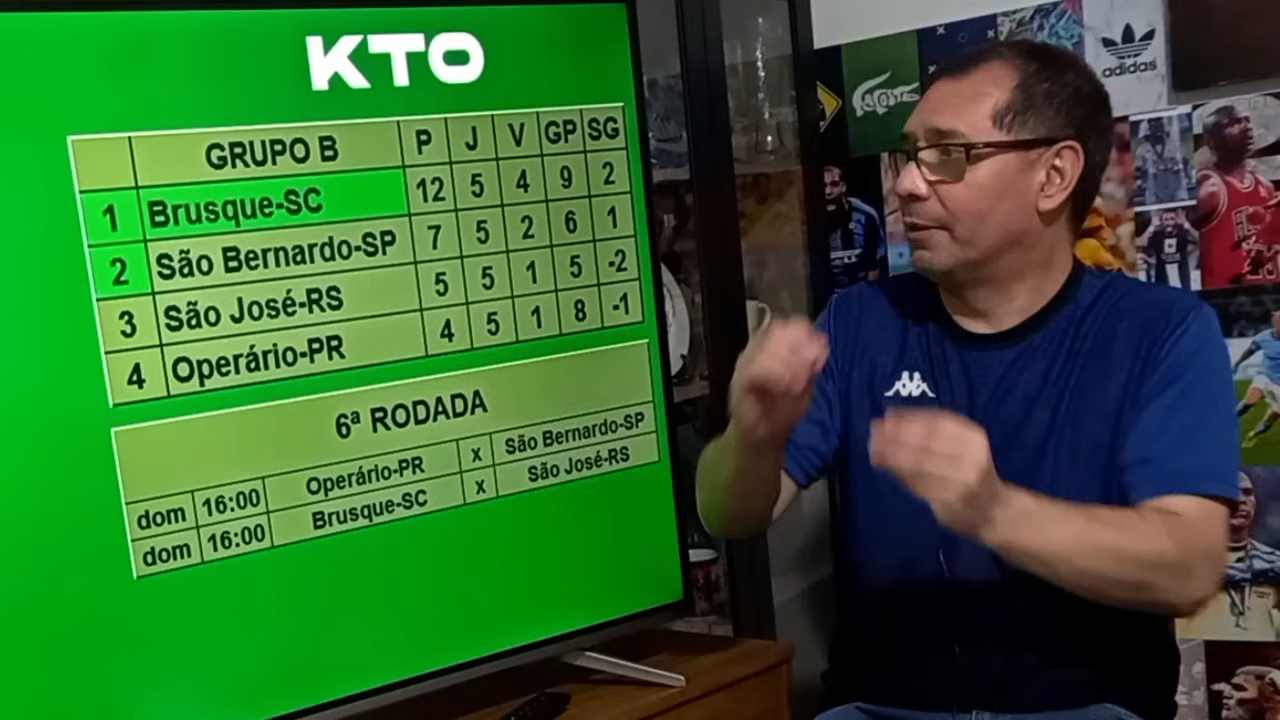 KTO
GRUPO B P J V GP SG
1 Brusque-SC 12 5 4 9 2
2 São Bernardo-SP 7 5 2 6 1
3 São José-RS 5 5 1 5 -2
4 Operário-PR 4 5 1 8 -1
6ª RODADA
dom 16:00 Operário-PR x São Bernardo-SP
dom 16:00 Brusque-SC x São José-RS
LACOSTE
adidas